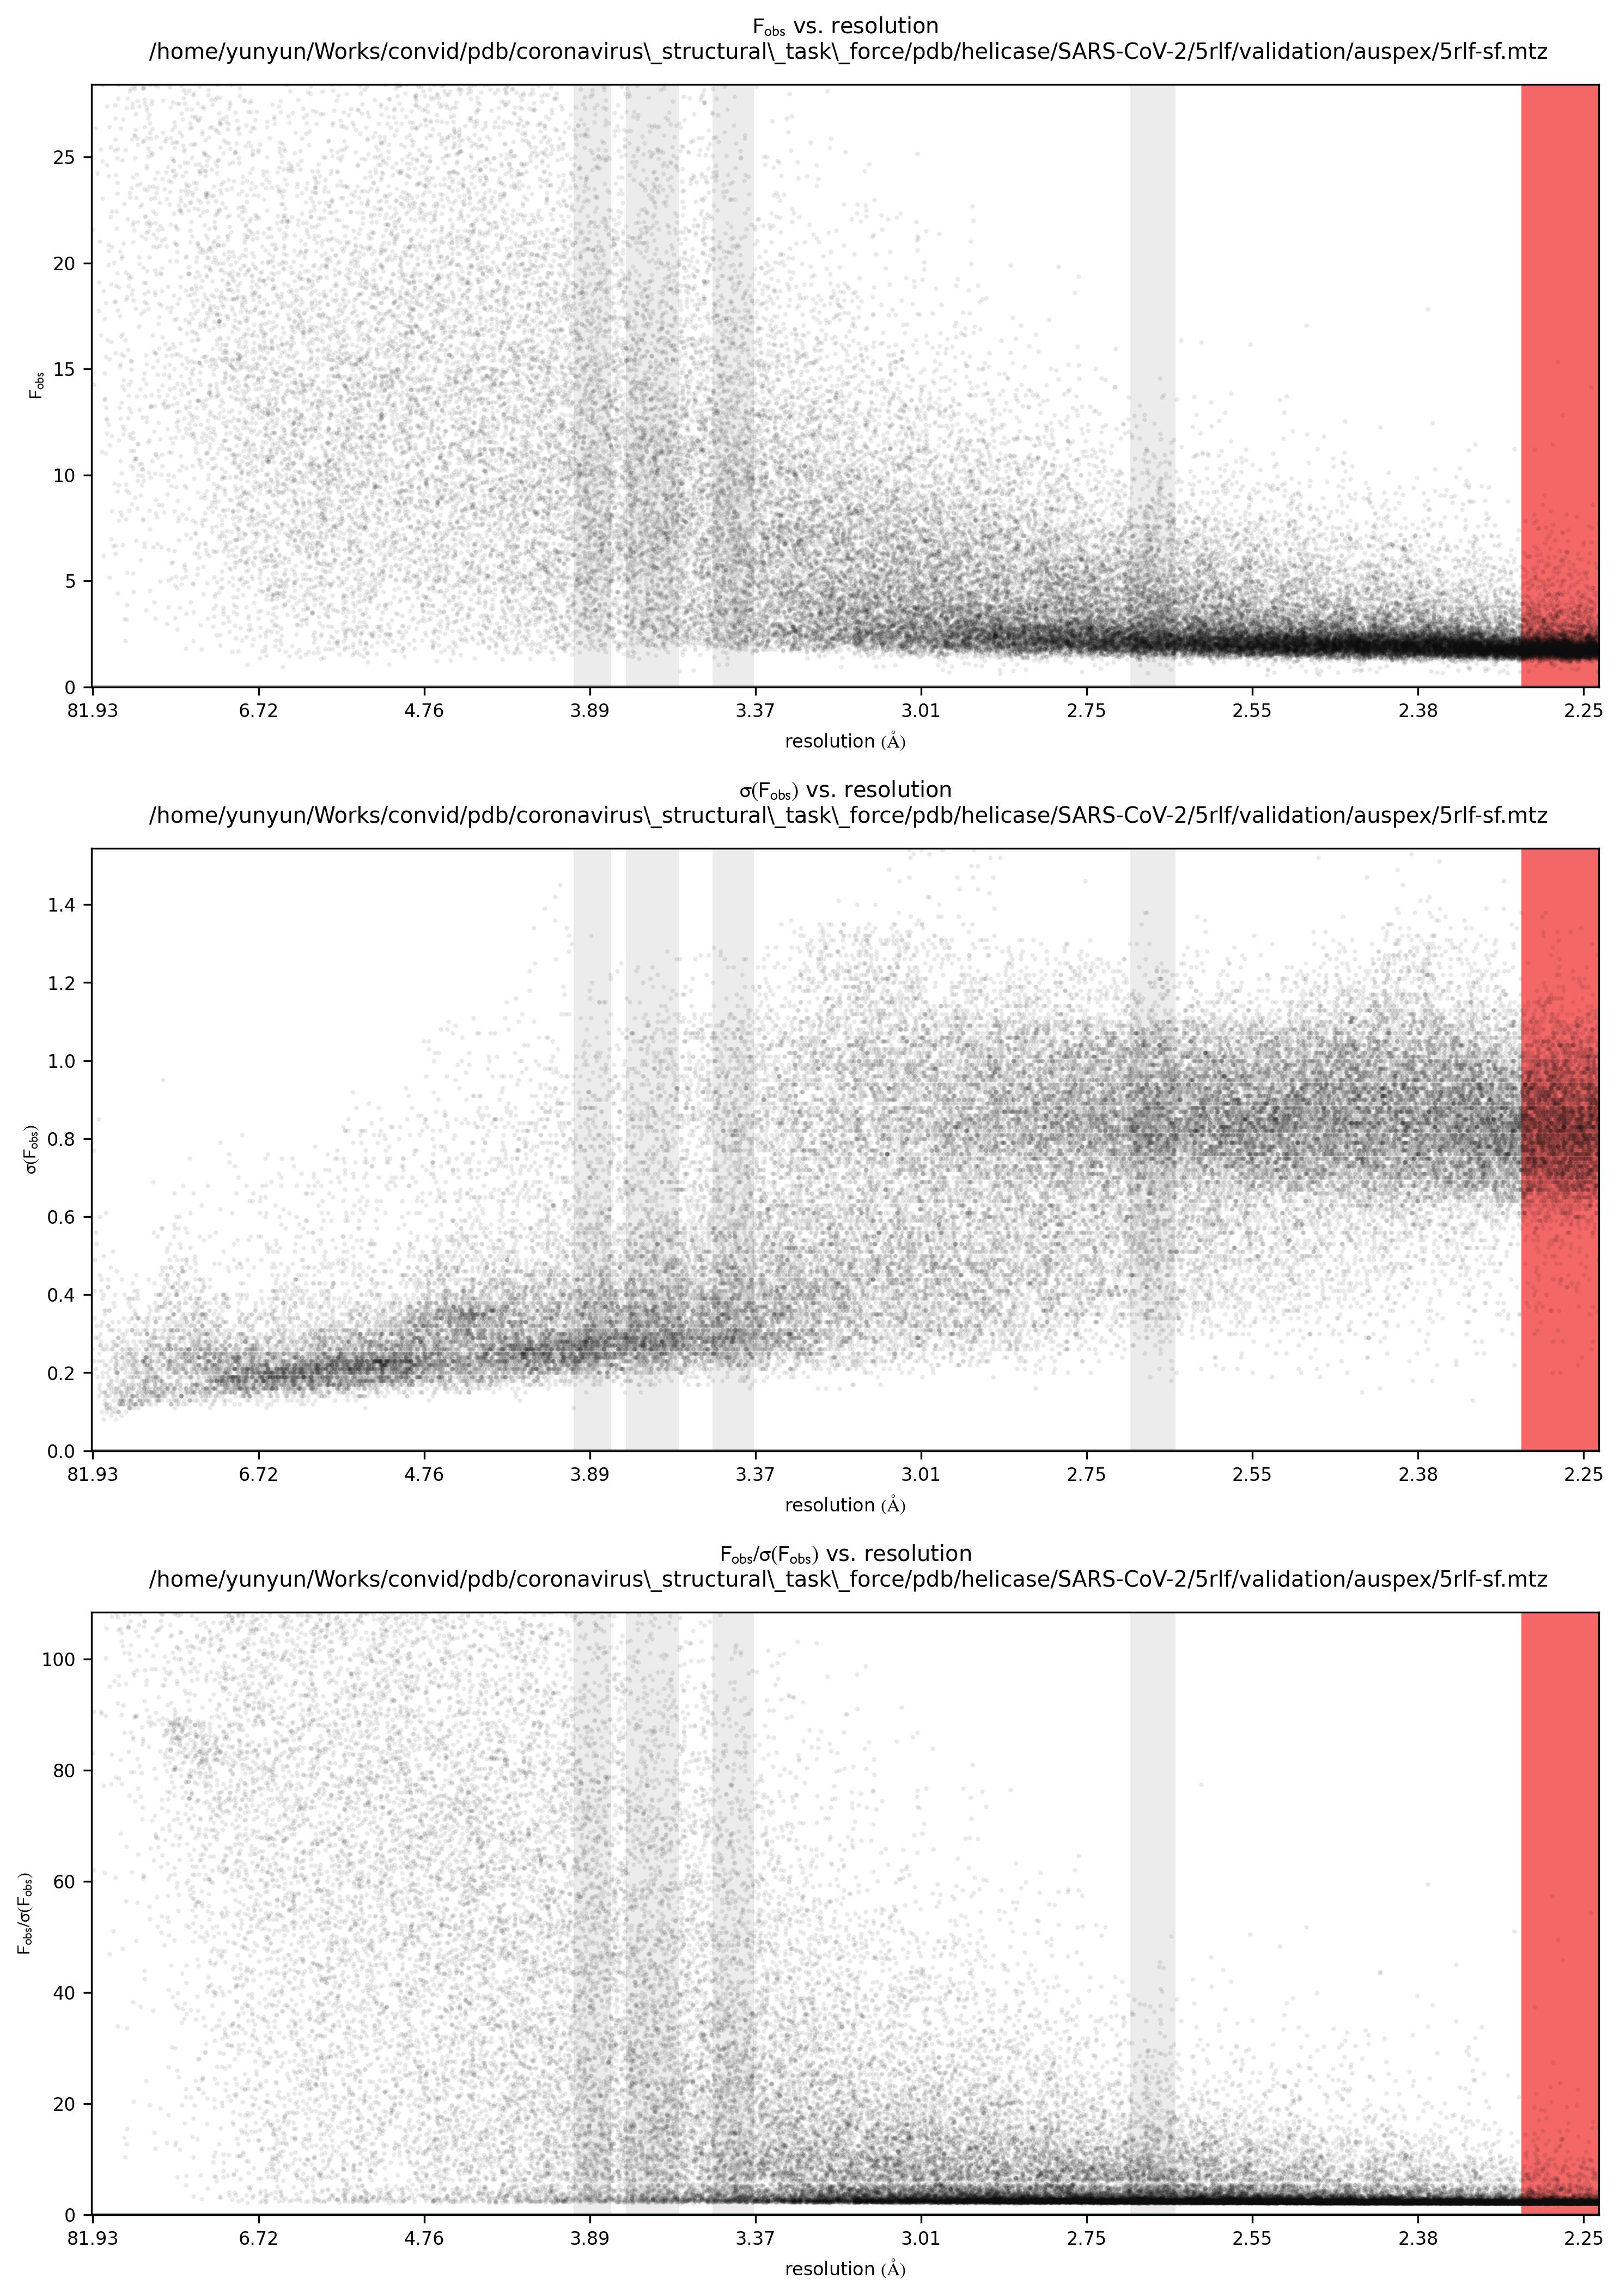 F_obs vs. resolution
/home/yunyun/Works/convid/pdb/coronavirus\_structural\_task\_force/pdb/helicase/SARS-CoV-2/5rlf/validation/auspex/5rlf-sf.mtz
25
20
15
10
5
0
F_obs
81.93 6.72 4.76 3.89 3.37 3.01 2.75 2.55 2.38 2.25
resolution (Å)
σ(F_obs) vs. resolution
/home/yunyun/Works/convid/pdb/coronavirus\_structural\_task\_force/pdb/helicase/SARS-CoV-2/5rlf/validation/auspex/5rlf-sf.mtz
1.4
1.2
1.0
0.8
0.6
0.4
0.2
0.0
σ(F_obs)
81.93 6.72 4.76 3.89 3.37 3.01 2.75 2.55 2.38 2.25
resolution (Å)
F_obs/σ(F_obs) vs. resolution
/home/yunyun/Works/convid/pdb/coronavirus\_structural\_task\_force/pdb/helicase/SARS-CoV-2/5rlf/validation/auspex/5rlf-sf.mtz
100
80
60
40
20
0
F_obs/σ(F_obs)
81.93 6.72 4.76 3.89 3.37 3.01 2.75 2.55 2.38 2.25
resolution (Å)